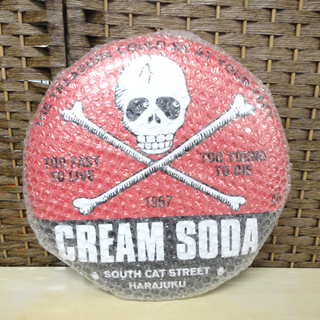 TOO FAST
TO LIVE
TOO YOUNG
TO DIE
1957
CREAM SODA
SOUTH CAT STREET
HARAJUKU